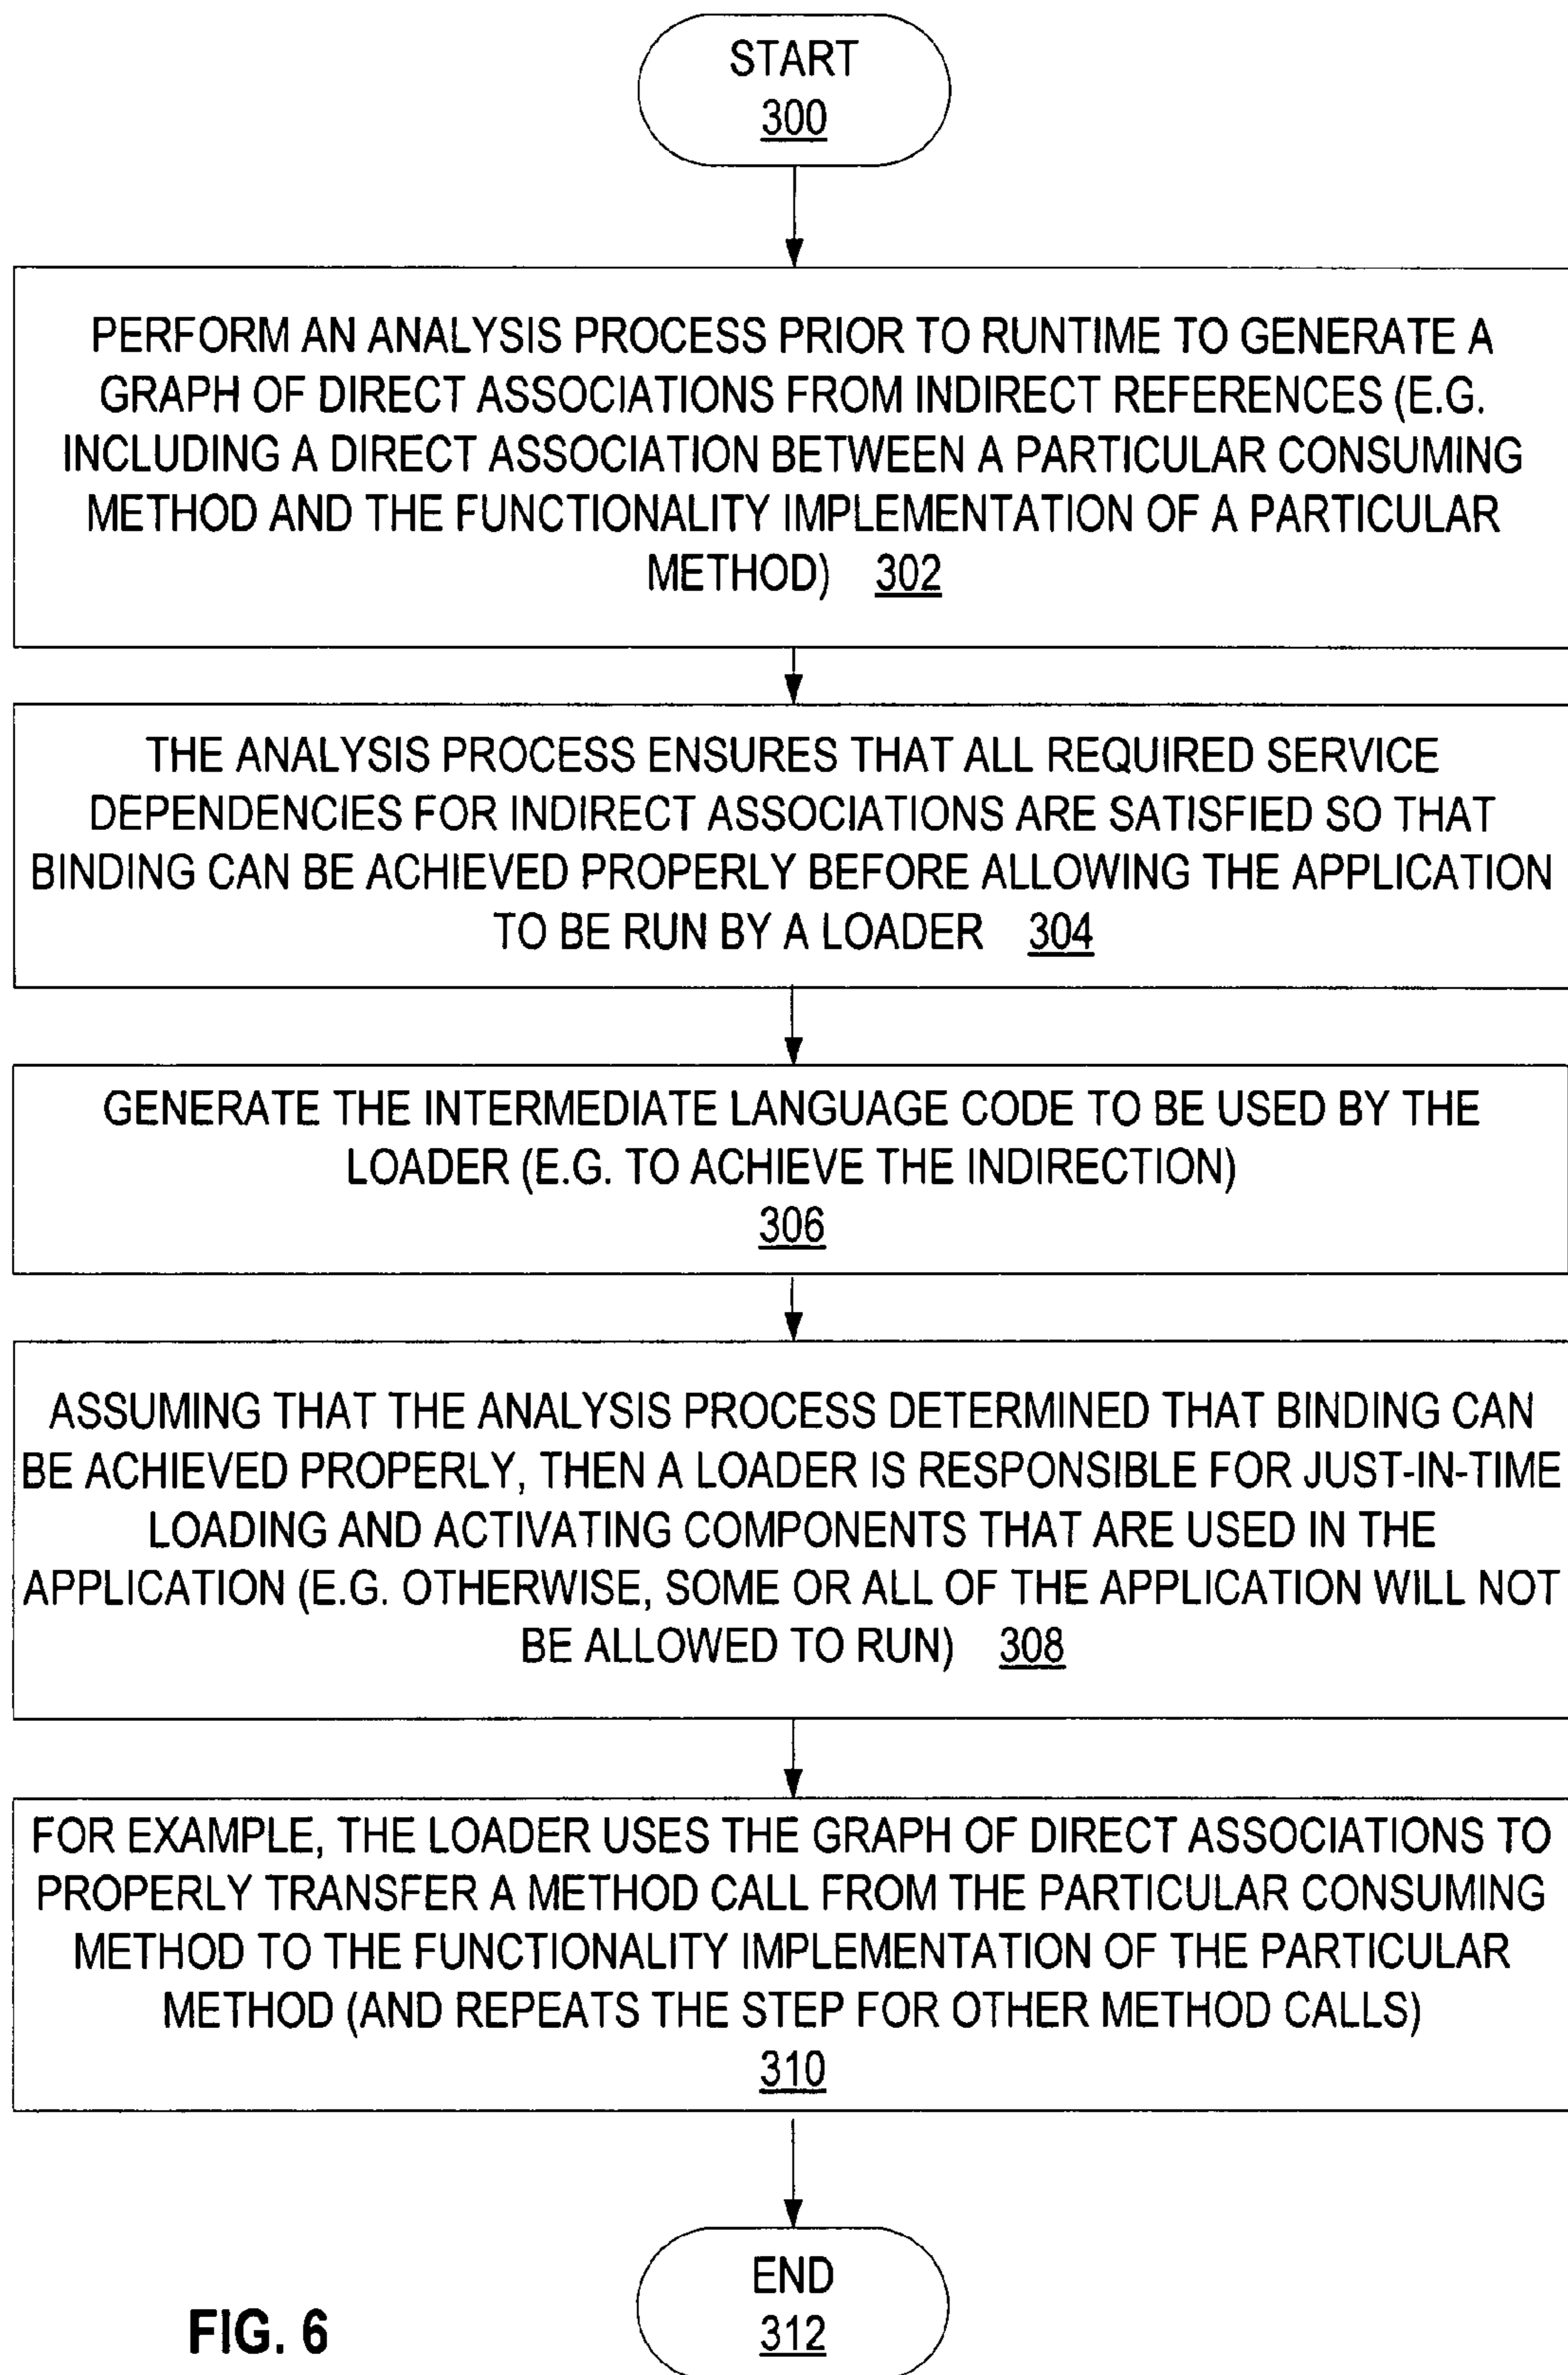 START
300
PERFORM AN ANALYSIS PROCESS PRIOR TO RUNTIME TO GENERATE A
GRAPH OF DIRECT ASSOCIATIONS FROM INDIRECT REFERENCES (E.G.
INCLUDING A DIRECT ASSOCIATION BETWEEN A PARTICULAR CONSUMING
METHOD AND THE FUNCTIONALITY IMPLEMENTATION OF A PARTICULAR
METHOD) 302
THE ANALYSIS PROCESS ENSURES THAT ALL REQUIRED SERVICE
DEPENDENCIES FOR INDIRECT ASSOCIATIONS ARE SATISFIED SO THAT
BINDING CAN BE ACHIEVED PROPERLY BEFORE ALLOWING THE APPLICATION
TO BE RUN BY A LOADER 304
GENERATE THE INTERMEDIATE LANGUAGE CODE TO BE USED BY THE
LOADER (E.G. TO ACHIEVE THE INDIRECTION)
306
ASSUMING THAT THE ANALYSIS PROCESS DETERMINED THAT BINDING CAN
BE ACHIEVED PROPERLY, THEN A LOADER IS RESPONSIBLE FOR JUST-IN-TIME
LOADING AND ACTIVATING COMPONENTS THAT ARE USED IN THE
APPLICATION (E.G. OTHERWISE, SOME OR ALL OF THE APPLICATION WILL NOT
BE ALLOWED TO RUN) 308
FOR EXAMPLE, THE LOADER USES THE GRAPH OF DIRECT ASSOCIATIONS TO
PROPERLY TRANSFER A METHOD CALL FROM THE PARTICULAR CONSUMING
METHOD TO THE FUNCTIONALITY IMPLEMENTATION OF THE PARTICULAR
METHOD (AND REPEATS THE STEP FOR OTHER METHOD CALLS)
310
END
312
FIG. 6